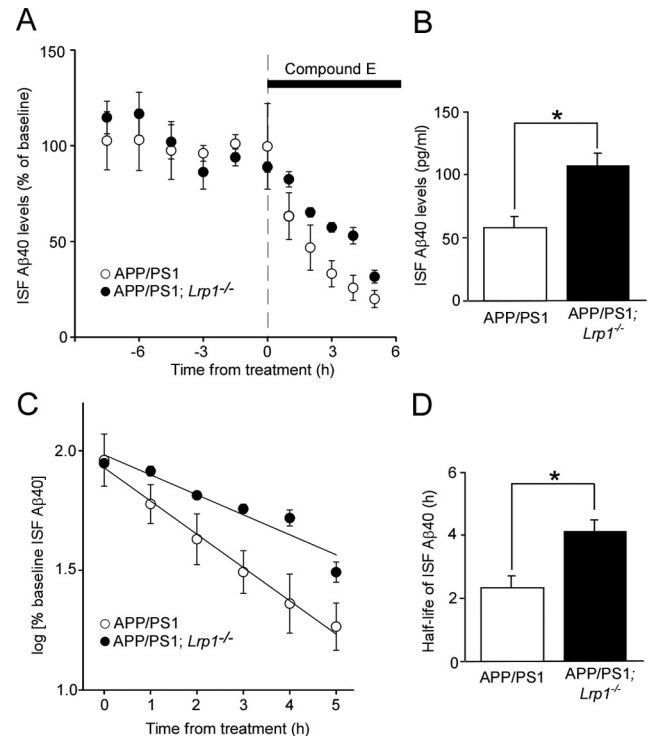 A
150
100
50
0
ISF Aβ40 levels (% of baseline)
Compound E
APP/PS1
APP/PS1; Lrp1-/-
-6
-3
0
3
6
Time from treatment (h)
B
150
100
50
0
ISF Aβ40 levels (pg/ml)
*
APP/PS1
APP/PS1;
Lrp1-/-
C
2.0
1.5
1.0
log [% baseline ISF Aβ40]
APP/PS1
APP/PS1; Lrp1-/-
0
1
2
3
4
5
Time from treatment (h)
D
6
4
2
0
Half-life of ISF Aβ40 (h)
*
APP/PS1
APP/PS1;
Lrp1-/-